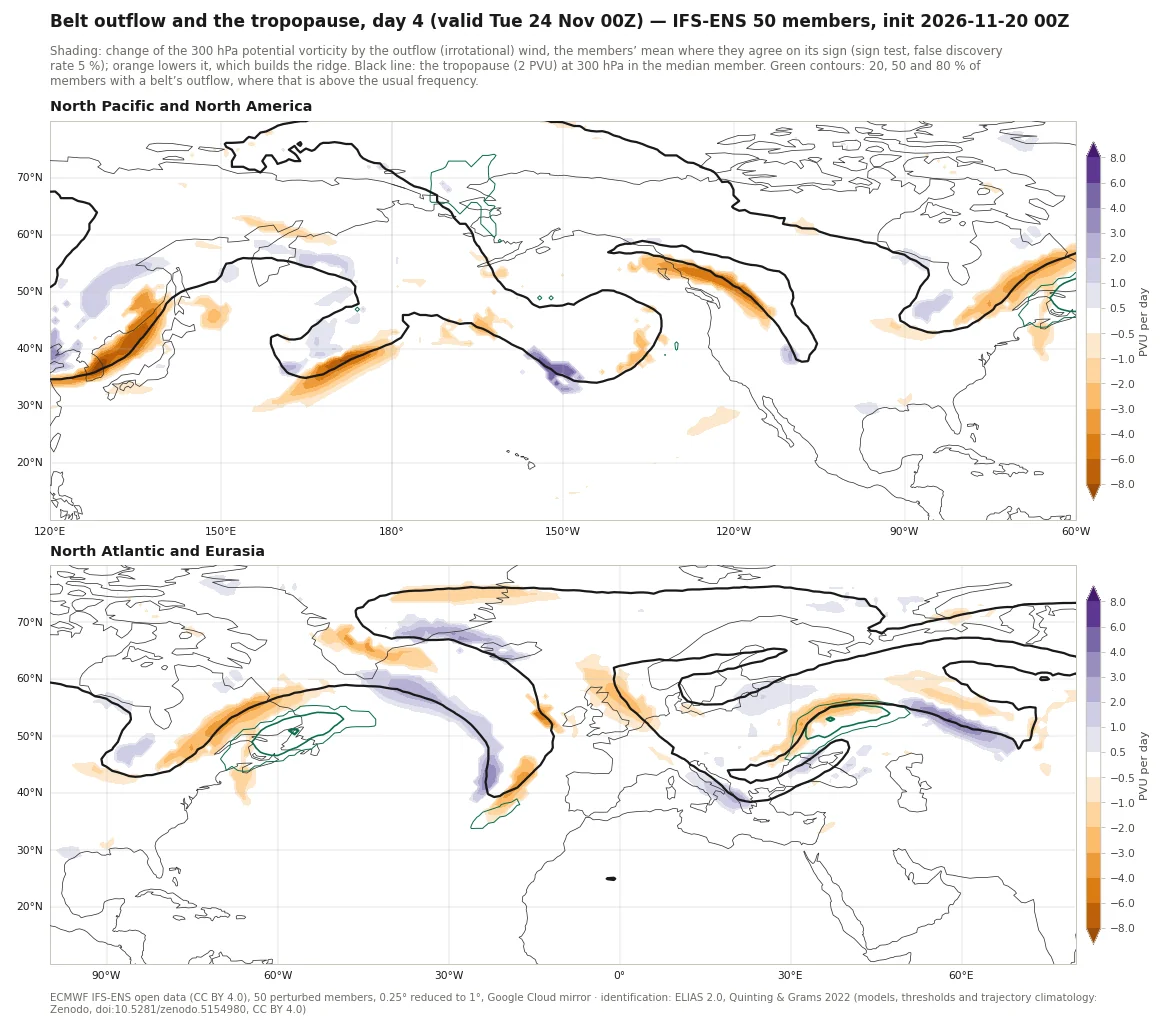 Belt outflow and the tropopause, day 4 (valid Tue 24 Nov 00Z) — IFS-ENS 50 members, init 2026-11-20 00Z
Shading: change of the 300 hPa potential vorticity by the outflow (irrotational) wind, the members’ mean where they agree on its sign (sign test, false discovery
rate 5 %); orange lowers it, which builds the ridge. Black line: the tropopause (2 PVU) at 300 hPa in the median member. Green contours: 20, 50 and 80 % of
members with a belt’s outflow, where that is above the usual frequency.
North Pacific and North America
70°N
60°N
50°N
40°N
30°N
20°N
120°E
150°E
180°
150°W
120°W
90°W
60°W
8.0
6.0
4.0
3.0
2.0
1.0
0.5
−0.5
−1.0
−2.0
−3.0
−4.0
−6.0
−8.0
PVU per day
North Atlantic and Eurasia
70°N
60°N
50°N
40°N
30°N
20°N
90°W
60°W
30°W
0°
30°E
60°E
8.0
6.0
4.0
3.0
2.0
1.0
0.5
−0.5
−1.0
−2.0
−3.0
−4.0
−6.0
−8.0
PVU per day
ECMWF IFS-ENS open data (CC BY 4.0), 50 perturbed members, 0.25° reduced to 1°, Google Cloud mirror · identification: ELIAS 2.0, Quinting & Grams 2022 (models, thresholds and trajectory climatology:
Zenodo, doi:10.5281/zenodo.5154980, CC BY 4.0)